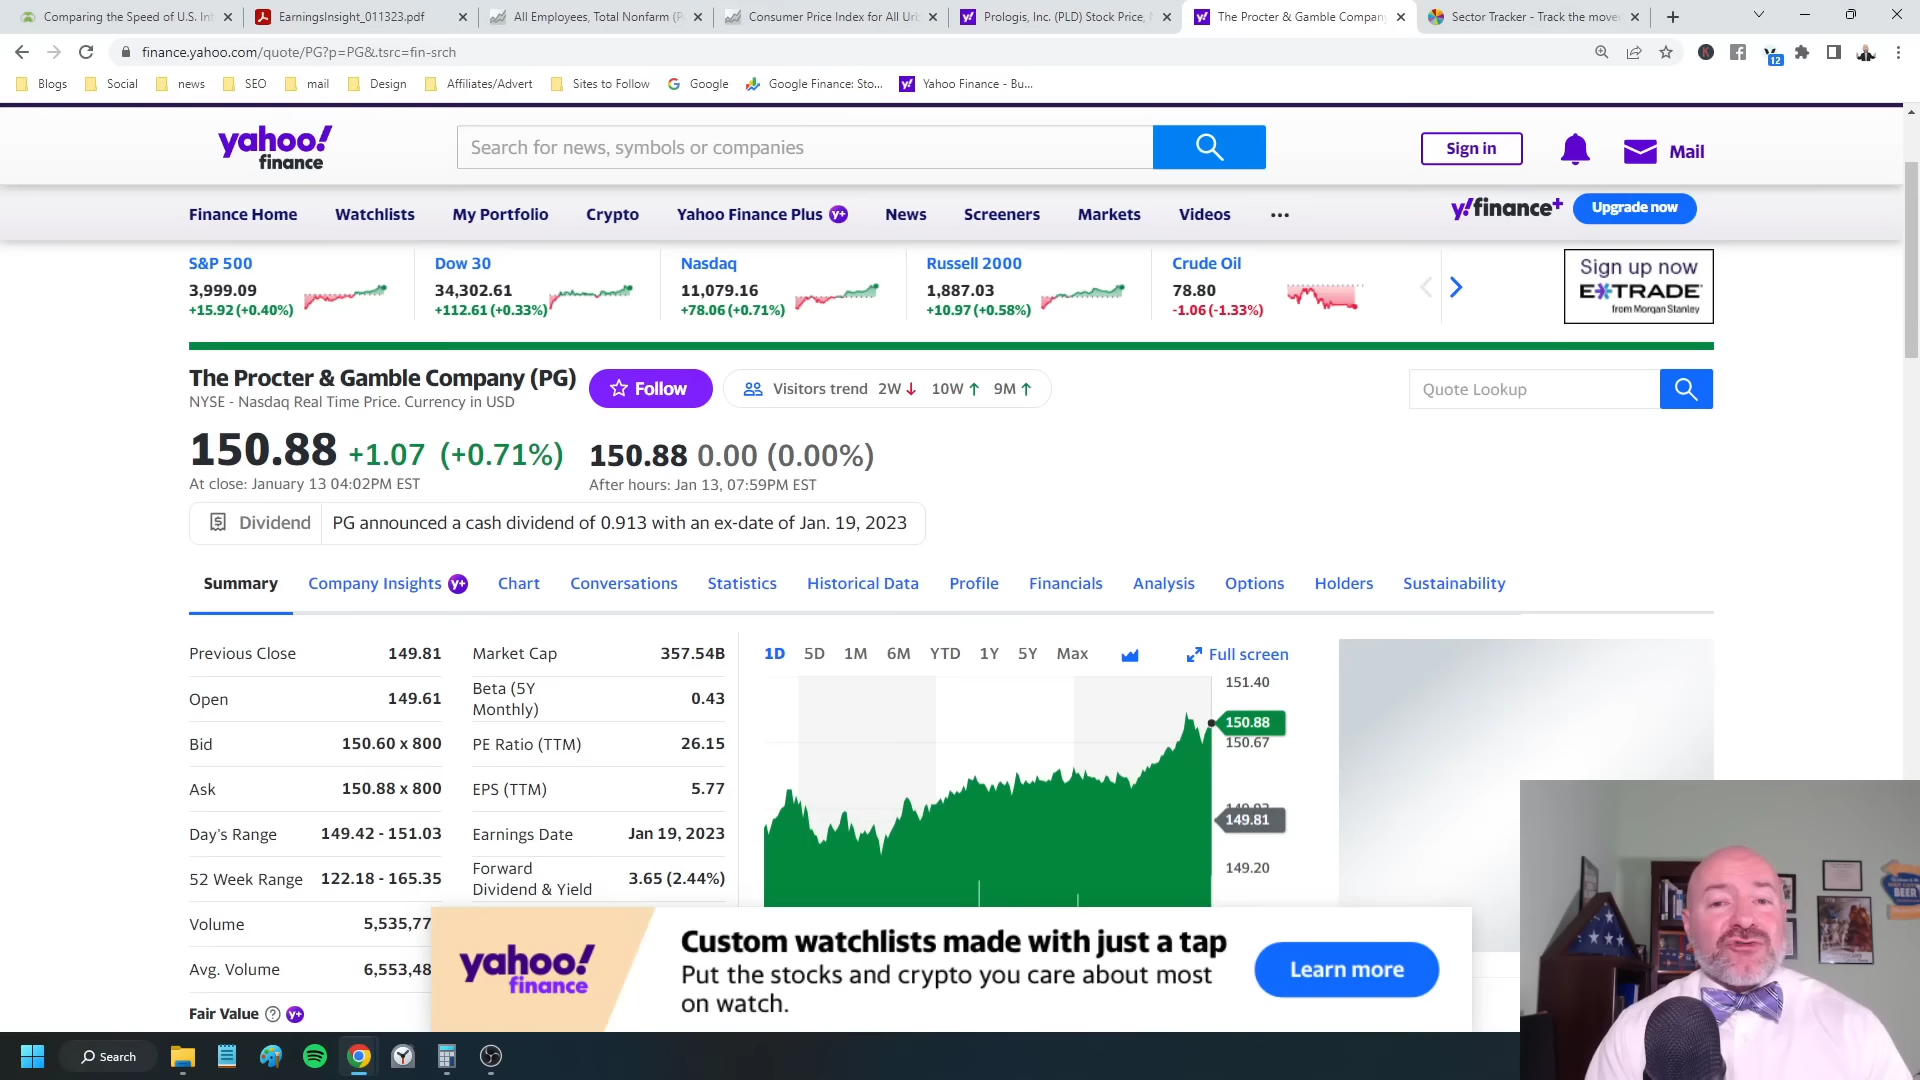 Comparing the Speed of U.S. Int
EarningsInsight_011323.pdf
All Employees, Total Nonfarm (P
Consumer Price Index for All Ur
Prologis, Inc. (PLD) Stock Price, N
The Procter & Gamble Company
Sector Tracker - Track the move
finance.yahoo.com/quote/PG?p=PG&.tsrc=fin-srch
12
Blogs
Social
news
SEO
mail
Design
Affiliates/Advert
Sites to Follow
Google
Google Finance: Sto...
Yahoo Finance - Bu...
yahoo!
finance
Search for news, symbols or companies
Sign in
Mail
Finance Home
Watchlists
My Portfolio
Crypto
Yahoo Finance Plus
y+
News
Screeners
Markets
Videos
...
y!finance+
Upgrade now
S&P 500
3,999.09
+15.92 (+0.40%)
Dow 30
34,302.61
+112.61 (+0.33%)
Nasdaq
11,079.16
+78.06 (+0.71%)
Russell 2000
1,887.03
+10.97 (+0.58%)
Crude Oil
78.80
-1.06 (-1.33%)
Sign up now
E*TRADE
from Morgan Stanley
The Procter & Gamble Company (PG)
NYSE - Nasdaq Real Time Price. Currency in USD
Follow
Visitors trend 2W↓ 10W↑ 9M↑
Quote Lookup
150.88 +1.07 (+0.71%)
At close: January 13 04:02PM EST
150.88 0.00 (0.00%)
After hours: Jan 13, 07:59PM EST
Dividend
PG announced a cash dividend of 0.913 with an ex-date of Jan. 19, 2023
Summary
Company Insights
y+
Chart
Conversations
Statistics
Historical Data
Profile
Financials
Analysis
Options
Holders
Sustainability
Previous Close 149.81
Open 149.61
Bid 150.60 x 800
Ask 150.88 x 800
Day's Range 149.42 - 151.03
52 Week Range 122.18 - 165.35
Volume 5,535,77
Avg. Volume 6,553,48
Fair Value ? y+
Market Cap 357.54B
Beta (5Y
Monthly) 0.43
PE Ratio (TTM) 26.15
EPS (TTM) 5.77
Earnings Date Jan 19, 2023
Forward
Dividend & Yield 3.65 (2.44%)
1D 5D 1M 6M YTD 1Y 5Y Max
Full screen
151.40
150.88
150.67
149.81
149.20
yahoo!
finance
Custom watchlists made with just a tap
Put the stocks and crypto you care about most
on watch.
Learn more
BEER
Search